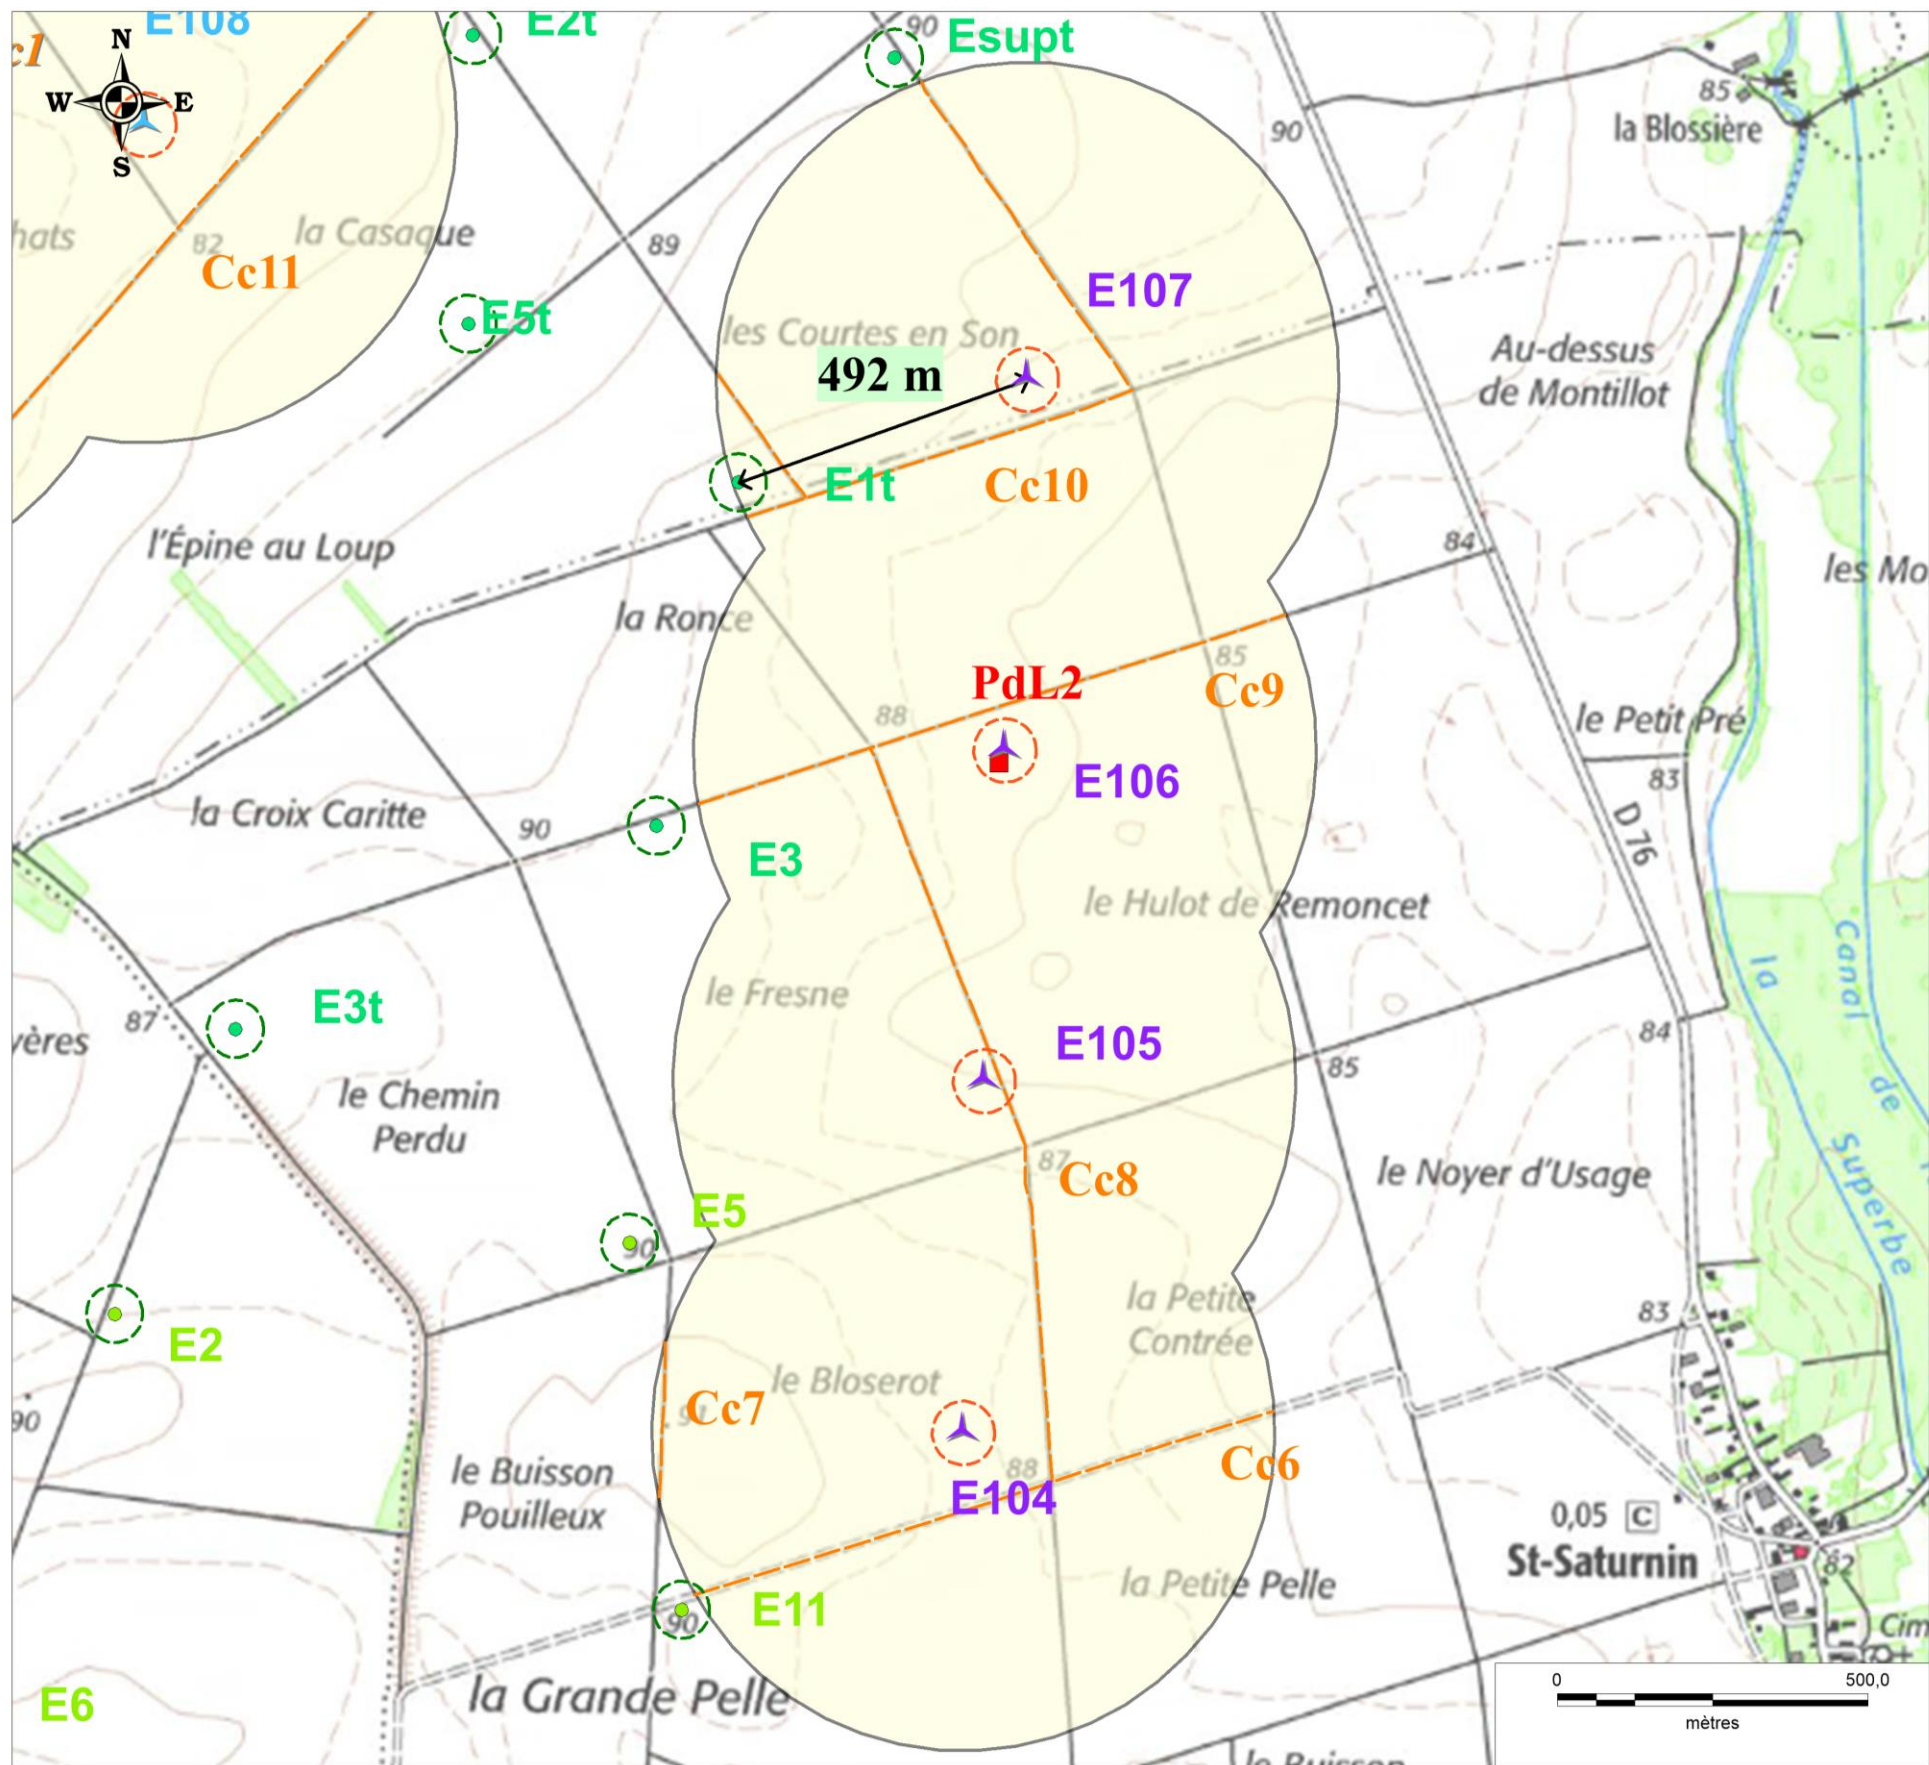 E108
E2t
90
Esupt
c1
N
W
E
S
85
la Blossière
90
hats
82
la Casaque
89
Cc11
E107
E5t
les Courtes en Son
492 m
Au-dessus
de Montillot
E1t
Cc10
l'Épine au Loup
84
les Mo
la Ronce
85
PdL2
Cc9
88
le Petit Pré
83
E106
la Croix Caritte
90
D 76
E3
le Hulot de Remoncet
Canal
de
la
Superbe
le Fresne
E3t
87
yères
84
E105
85
le Chemin
Perdu
87
Cc8
le Noyer d'Usage
E5
90
la Petite
Contrée
83
E2
le Bloserot
Cc7
91
90
le Buisson
Pouilleux
88
Cc6
E104
0,05 C
St-Saturnin
82
la Petite Pelle
E11
90
Cim
la Grande Pelle
E6
0 500,0
mètres
le Buisson